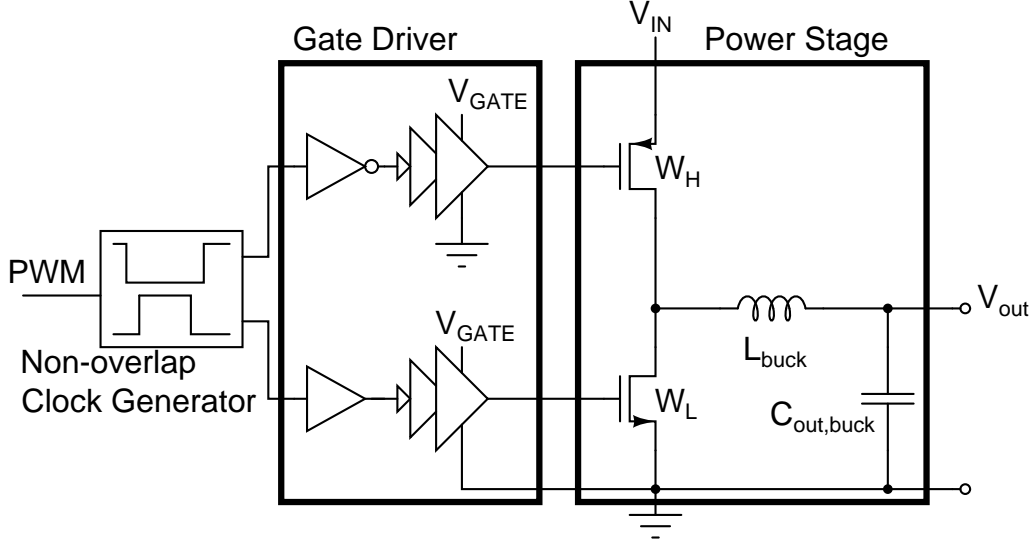 V_IN
Gate Driver
Power Stage
V_GATE
W_H
PWM
V_out
V_GATE
L_buck
Non-overlap
Clock Generator
W_L
C_out,buck